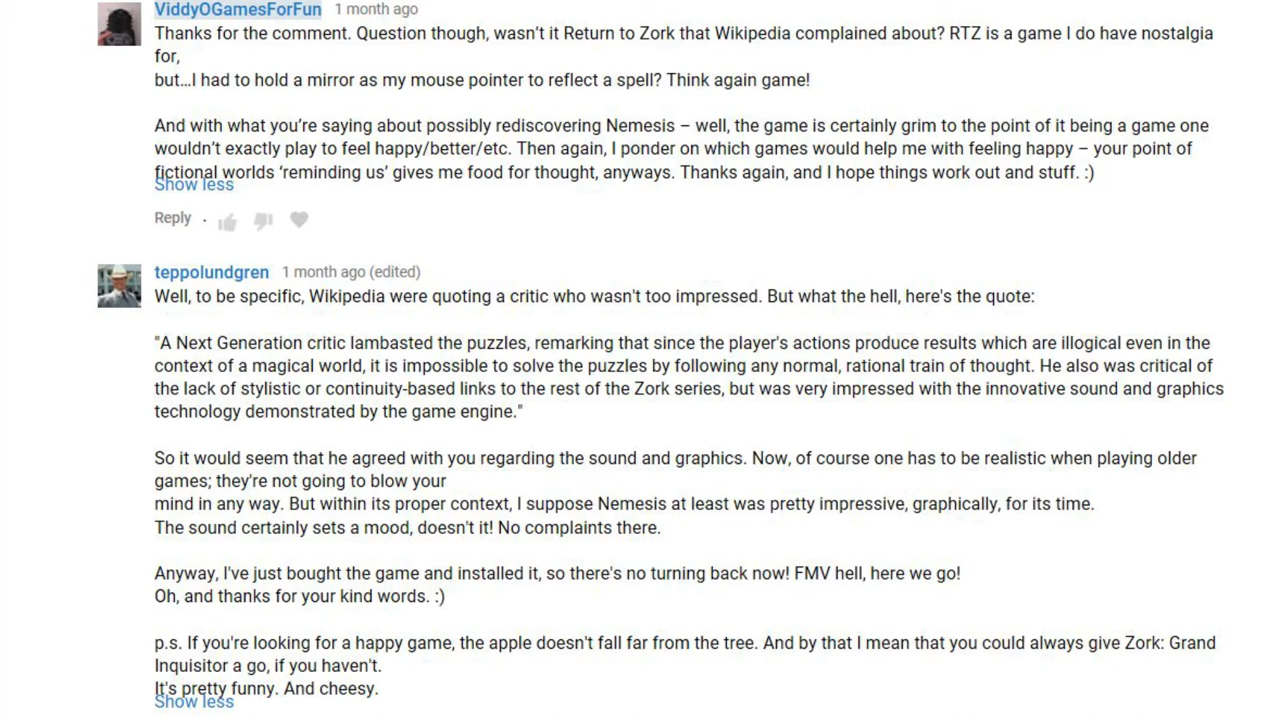 ViddyOGamesForFun 1 month ago
Thanks for the comment. Question though, wasn’t it Return to Zork that Wikipedia complained about? RTZ is a game I do have nostalgia
for,
but…I had to hold a mirror as my mouse pointer to reflect a spell? Think again game!
And with what you’re saying about possibly rediscovering Nemesis – well, the game is certainly grim to the point of it being a game one
wouldn’t exactly play to feel happy/better/etc. Then again, I ponder on which games would help me with feeling happy – your point of
fictional worlds ‘reminding us’ gives me food for thought, anyways. Thanks again, and I hope things work out and stuff. :)
Show less
Reply .
teppolundgren 1 month ago (edited)
Well, to be specific, Wikipedia were quoting a critic who wasn't too impressed. But what the hell, here's the quote:
"A Next Generation critic lambasted the puzzles, remarking that since the player's actions produce results which are illogical even in the
context of a magical world, it is impossible to solve the puzzles by following any normal, rational train of thought. He also was critical of
the lack of stylistic or continuity-based links to the rest of the Zork series, but was very impressed with the innovative sound and graphics
technology demonstrated by the game engine."
So it would seem that he agreed with you regarding the sound and graphics. Now, of course one has to be realistic when playing older
games; they're not going to blow your
mind in any way. But within its proper context, I suppose Nemesis at least was pretty impressive, graphically, for its time.
The sound certainly sets a mood, doesn't it! No complaints there.
Anyway, I've just bought the game and installed it, so there's no turning back now! FMV hell, here we go!
Oh, and thanks for your kind words. :)
p.s. If you're looking for a happy game, the apple doesn't fall far from the tree. And by that I mean that you could always give Zork: Grand
Inquisitor a go, if you haven't.
It's pretty funny. And cheesy.
Show less